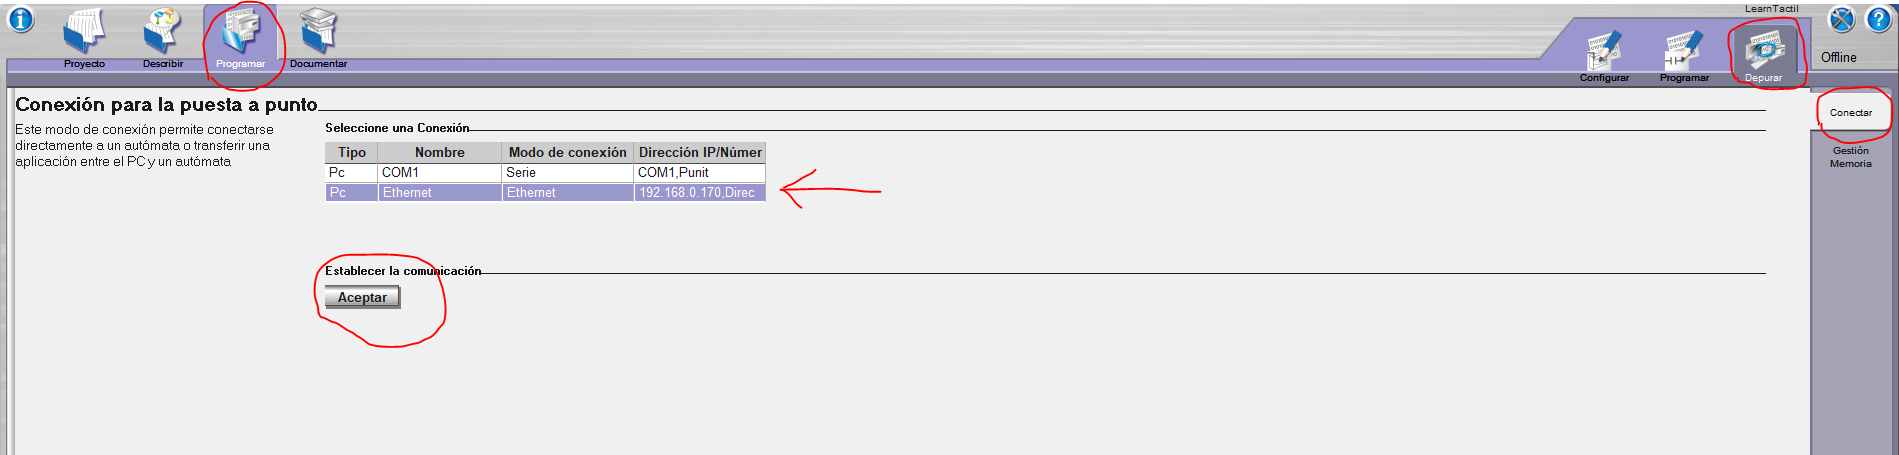 LearnTactil
Proyecto
Describir
Programar
Documentar
Configurar
Programar
Depurar
Offline
Conexión para la puesta a punto
Este modo de conexión permite conectarse
directamente a un autómata o transferir una
aplicación entre el PC y un autómata
Seleccione una Conexión
Tipo Nombre Modo de conexión Dirección IP/Númer
Pc COM1 Serie COM1,Punit
Pc Ethernet Ethernet 192.168.0.170,Direc
Establecer la comunicación
Aceptar
Conectar
Gestión
Memoria